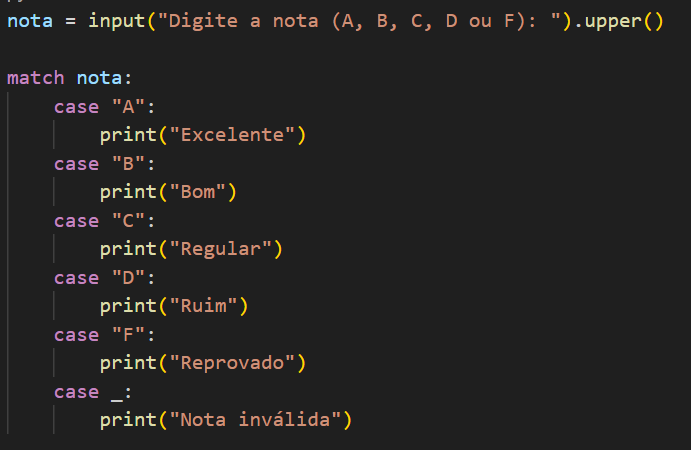 nota = input("Digite a nota (A, B, C, D ou F): ").upper()
match nota:
    case "A":
        print("Excelente")
    case "B":
        print("Bom")
    case "C":
        print("Regular")
    case "D":
        print("Ruim")
    case "F":
        print("Reprovado")
    case _:
        print("Nota inválida")